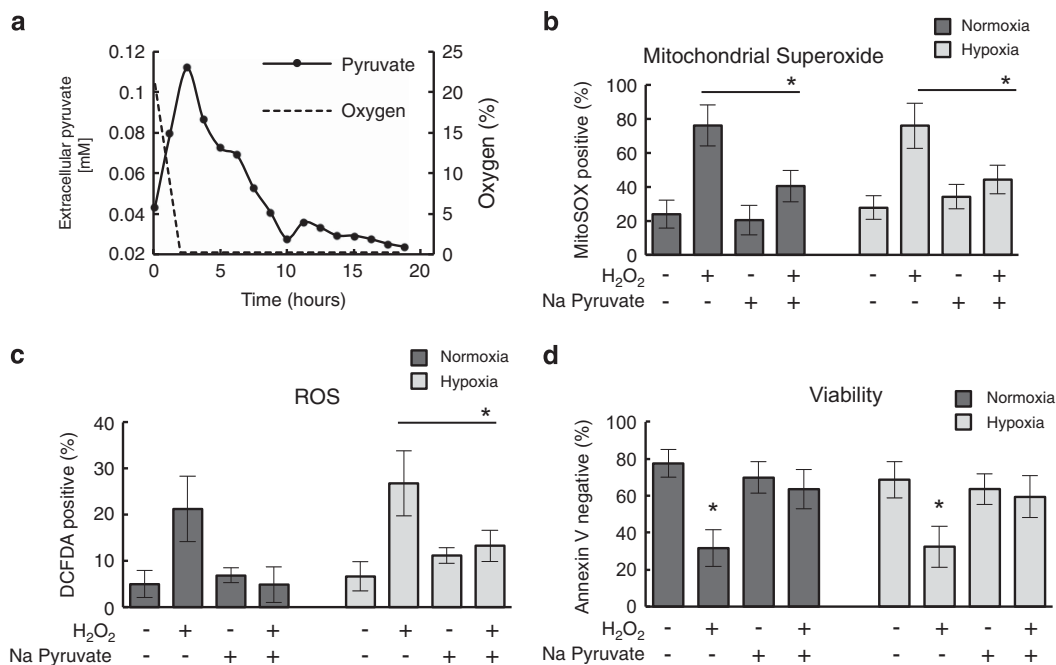 a
0.12
0.1
0.08
0.06
0.04
0.02
Extracellular pyruvate
[mM]
25
20
15
10
5
0
Oxygen (%)
Pyruvate
Oxygen
0 5 10 15 20
Time (hours)
b
Normoxia
Hypoxia
Mitochondrial Superoxide
100
80
60
40
20
0
MitoSOX positive (%)
* *
H₂O₂ - + - + - + - +
Na Pyruvate - - + + - - + +
c
Normoxia
Hypoxia
ROS
40
30
20
10
0
DCFDA positive (%)
*
H₂O₂ - + - + - + - +
Na Pyruvate - - + + - - + +
d
Viability
Normoxia
Hypoxia
100
80
60
40
20
0
Annexin V negative (%)
* *
H₂O₂ - + - + - + - +
Na Pyruvate - - + + - - + +